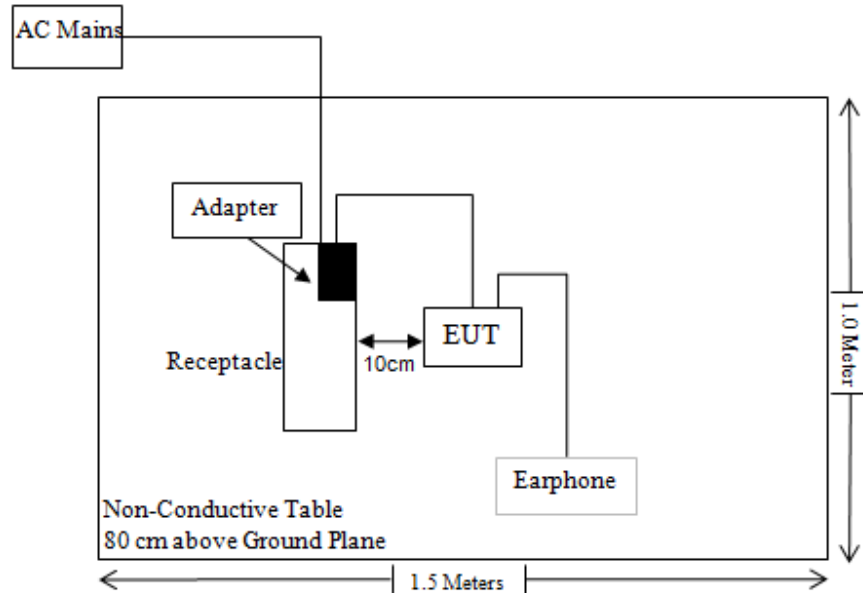 AC Mains
Adapter
EUT
Receptacle
10cm
1.0 Meter
Earphone
Non-Conductive Table
80 cm above Ground Plane
1.5 Meters